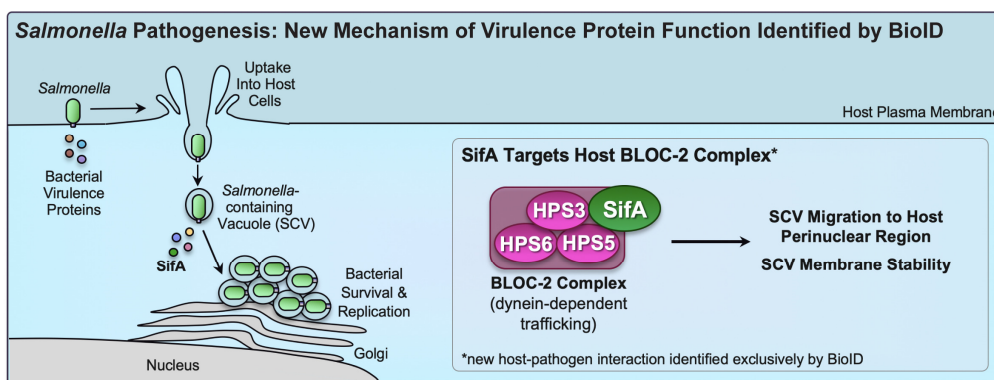 Salmonella Pathogenesis: New Mechanism of Virulence Protein Function Identified by BioID
Salmonella
Uptake
Into Host
Cells
Host Plasma Membrane
Bacterial
Virulence
Proteins
Salmonella-
containing
Vacuole (SCV)
SifA
Bacterial
Survival &
Replication
Golgi
Nucleus
SifA Targets Host BLOC-2 Complex*
HPS3
SifA
HPS6
HPS5
BLOC-2 Complex
(dynein-dependent
trafficking)
SCV Migration to Host
Perinuclear Region
SCV Membrane Stability
*new host-pathogen interaction identified exclusively by BioID